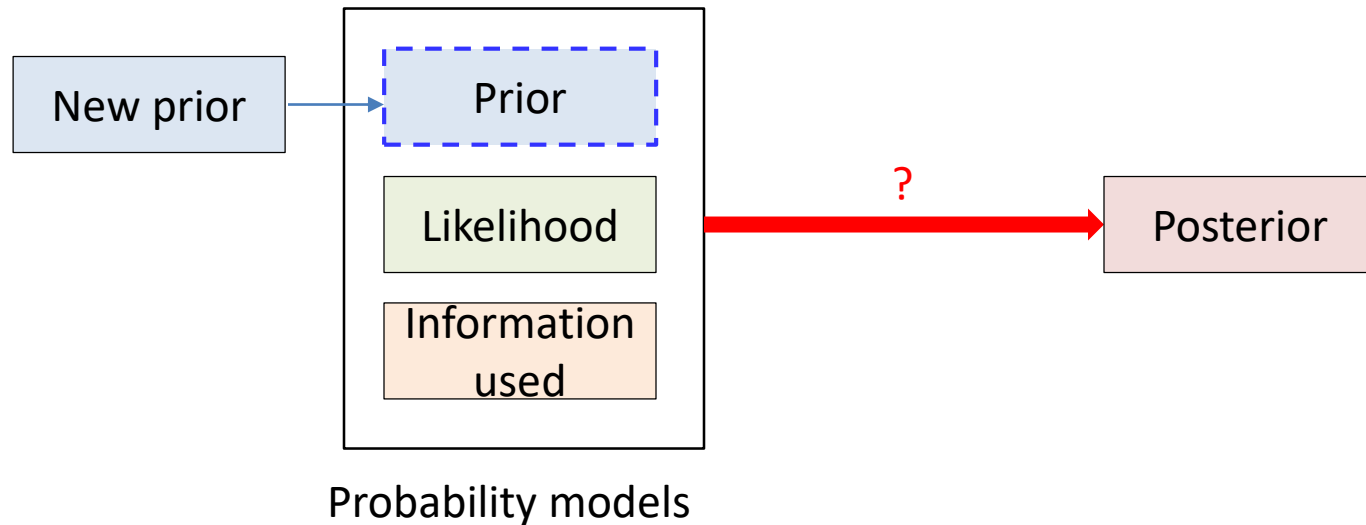 New prior
Prior
Likelihood
Information
used
?
Posterior
Probability models